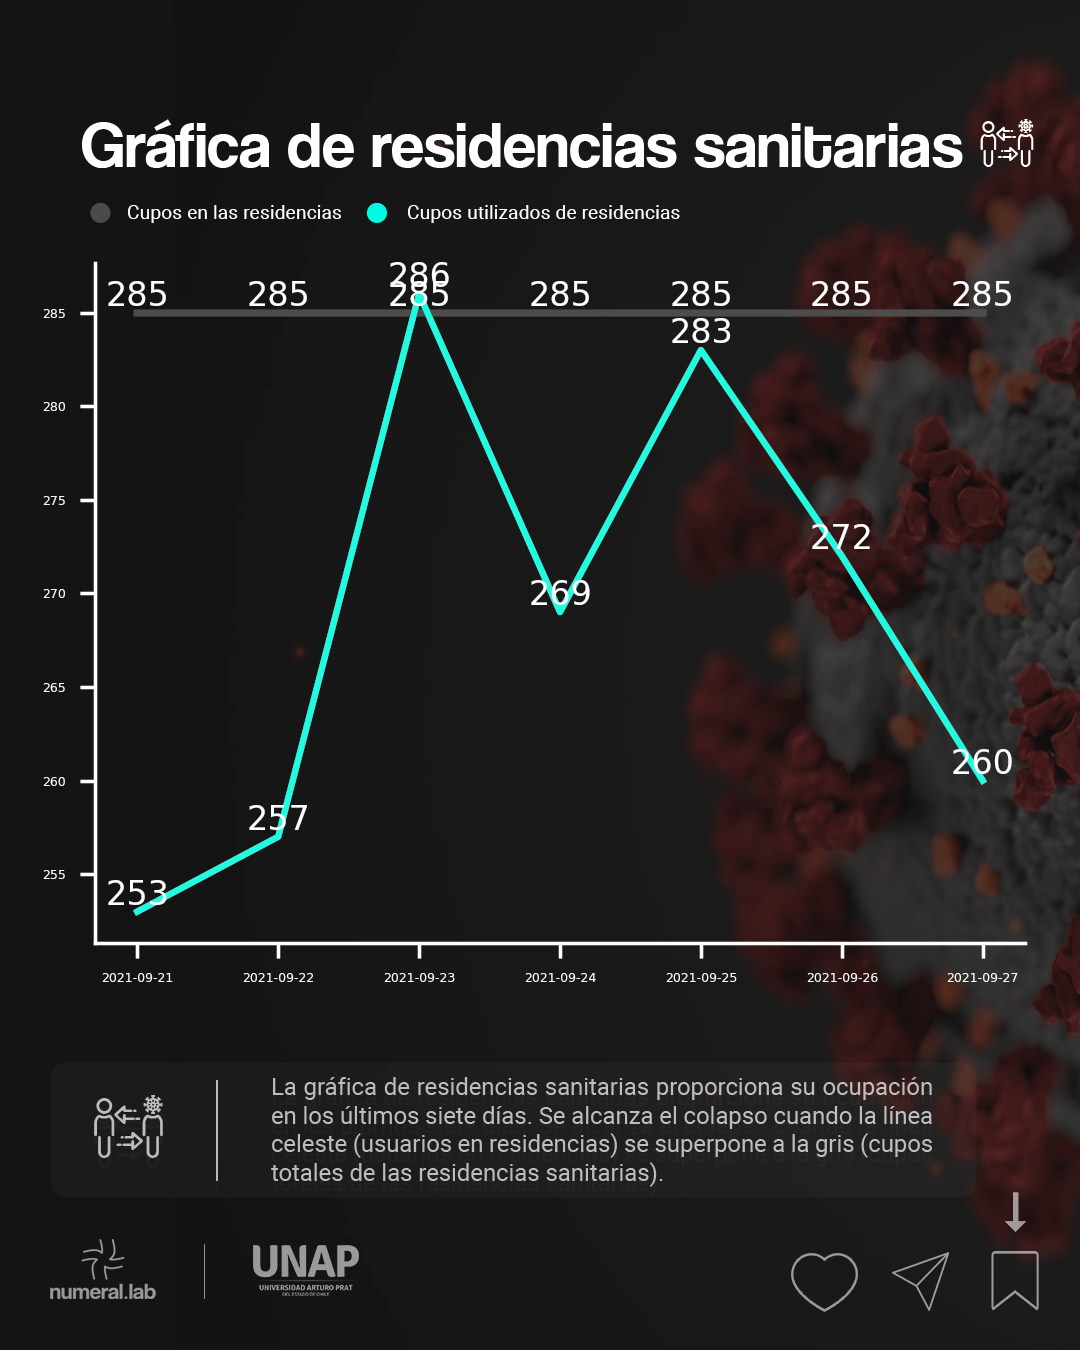 Gráfica de residencias sanitarias
Cupos en las residencias
Cupos utilizados de residencias
286
285 285 285 285 285 285 285
283
272
269
260
257
253
285
280
275
270
265
260
255
2021-09-21 2021-09-22 2021-09-23 2021-09-24 2021-09-25 2021-09-26 2021-09-27
La gráfica de residencias sanitarias proporciona su ocupación
en los últimos siete días. Se alcanza el colapso cuando la línea
celeste (usuarios en residencias) se superpone a la gris (cupos
totales de las residencias sanitarias).
numeral.lab
UNAP
UNIVERSIDAD ARTURO PRAT
DEL ESTADO DE CHILE